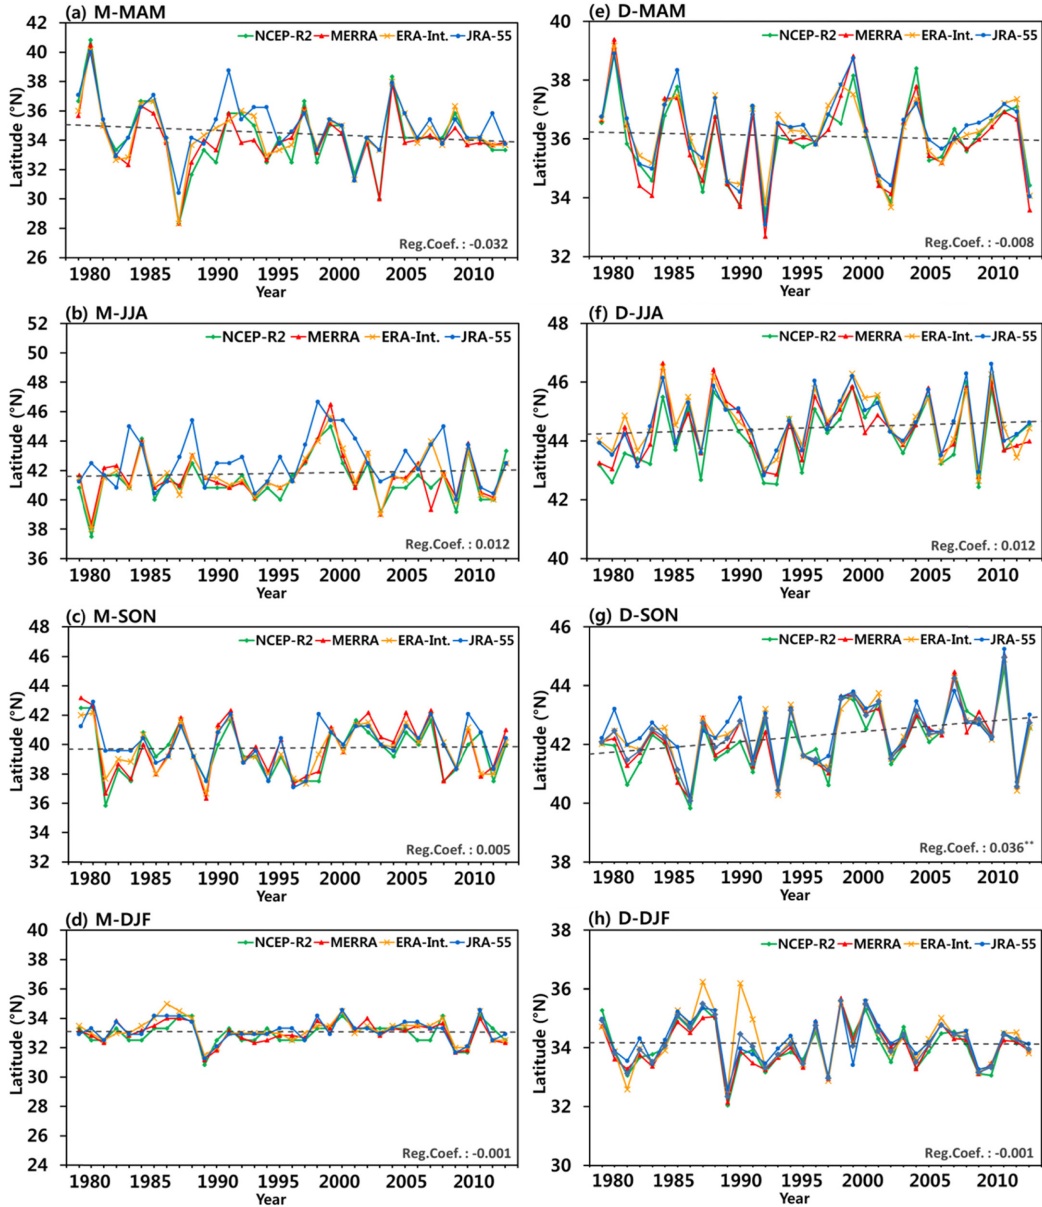 (a) M-MAM
NCEP-R2 MERRA ERA-Int. JRA-55
Latitude (°N)
42
40
38
36
34
32
30
28
26
Reg.Coef. : -0.032
1980 1985 1990 1995 2000 2005 2010
Year
(e) D-MAM
NCEP-R2 MERRA ERA-Int. JRA-55
Latitude (°N)
40
38
36
34
32
Reg.Coef. : -0.008
1980 1985 1990 1995 2000 2005 2010
Year
(b) M-JJA
NCEP-R2 MERRA ERA-Int. JRA-55
Latitude (°N)
52
50
48
46
44
42
40
38
36
Reg.Coef. : 0.012
1980 1985 1990 1995 2000 2005 2010
Year
(f) D-JJA
NCEP-R2 MERRA ERA-Int. JRA-55
Latitude (°N)
48
46
44
42
40
Reg.Coef. : 0.012
1980 1985 1990 1995 2000 2005 2010
Year
(c) M-SON
NCEP-R2 MERRA ERA-Int. JRA-55
Latitude (°N)
48
46
44
42
40
38
36
34
32
Reg.Coef. : 0.005
1980 1985 1990 1995 2000 2005 2010
Year
(g) D-SON
NCEP-R2 MERRA ERA-Int. JRA-55
Latitude (°N)
46
44
42
40
38
Reg.Coef. : 0.036**
1980 1985 1990 1995 2000 2005 2010
Year
(d) M-DJF
NCEP-R2 MERRA ERA-Int. JRA-55
Latitude (°N)
40
38
36
34
32
30
28
26
24
Reg.Coef. : -0.001
1980 1985 1990 1995 2000 2005 2010
Year
(h) D-DJF
NCEP-R2 MERRA ERA-Int. JRA-55
Latitude (°N)
38
36
34
32
30
Reg.Coef. : -0.001
1980 1985 1990 1995 2000 2005 2010
Year